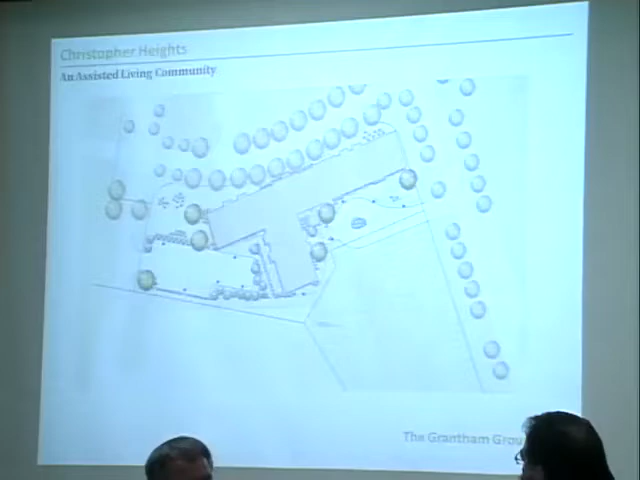 Christopher Heights
An Assisted Living Community
The Grantham Grou